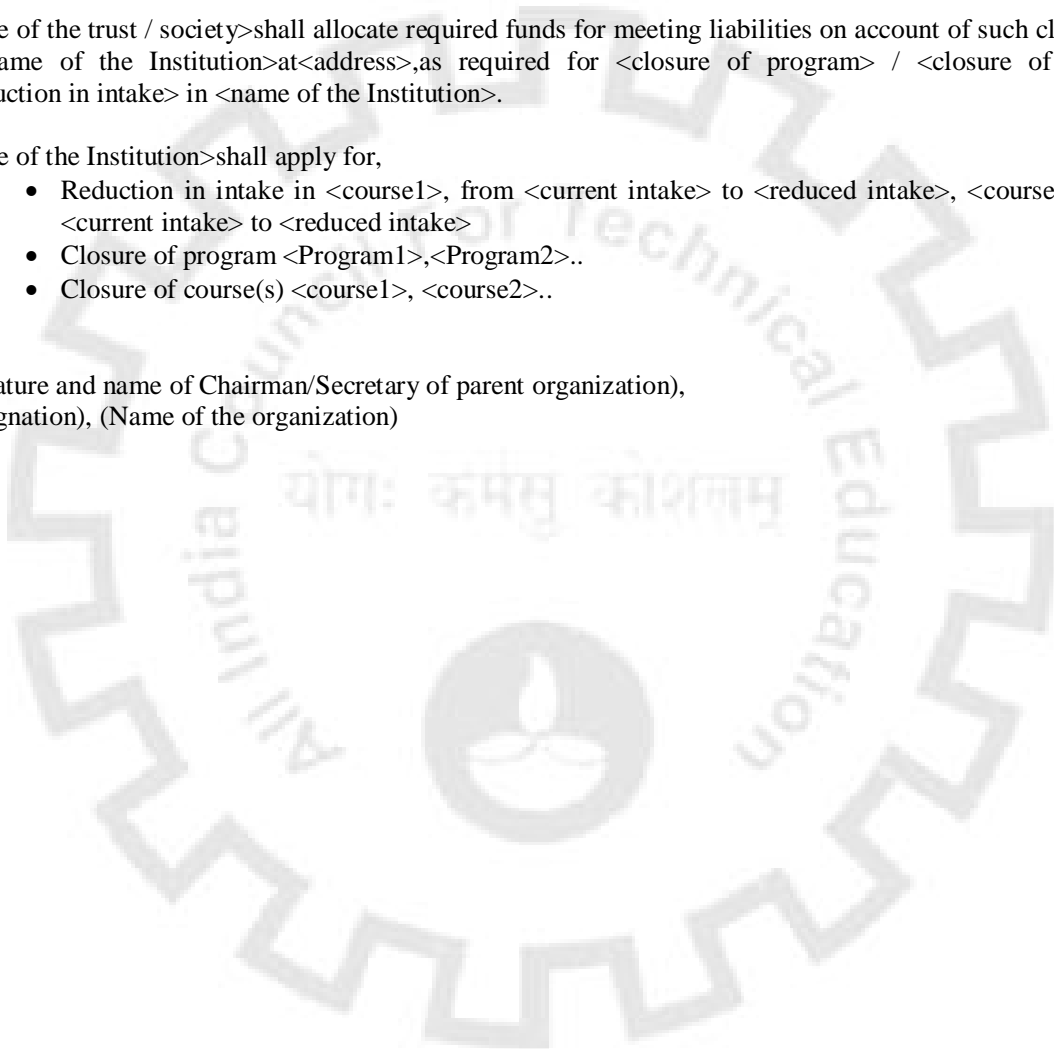 e of the trust / society>shall allocate required funds for meeting liabilities on account of such cl
ame of the Institution>at<address>,as required for <closure of program> / <closure of
uction in intake> in <name of the Institution>.
e of the Institution>shall apply for,
• Reduction in intake in <course1>, from <current intake> to <reduced intake>, <course
<current intake> to <reduced intake>
• Closure of program <Program1>,<Program2>..
• Closure of course(s) <course1>, <course2>..
ature and name of Chairman/Secretary of parent organization),
gnation), (Name of the organization)
All India Council For Technical Education
योगः कर्मसु कौशलम्